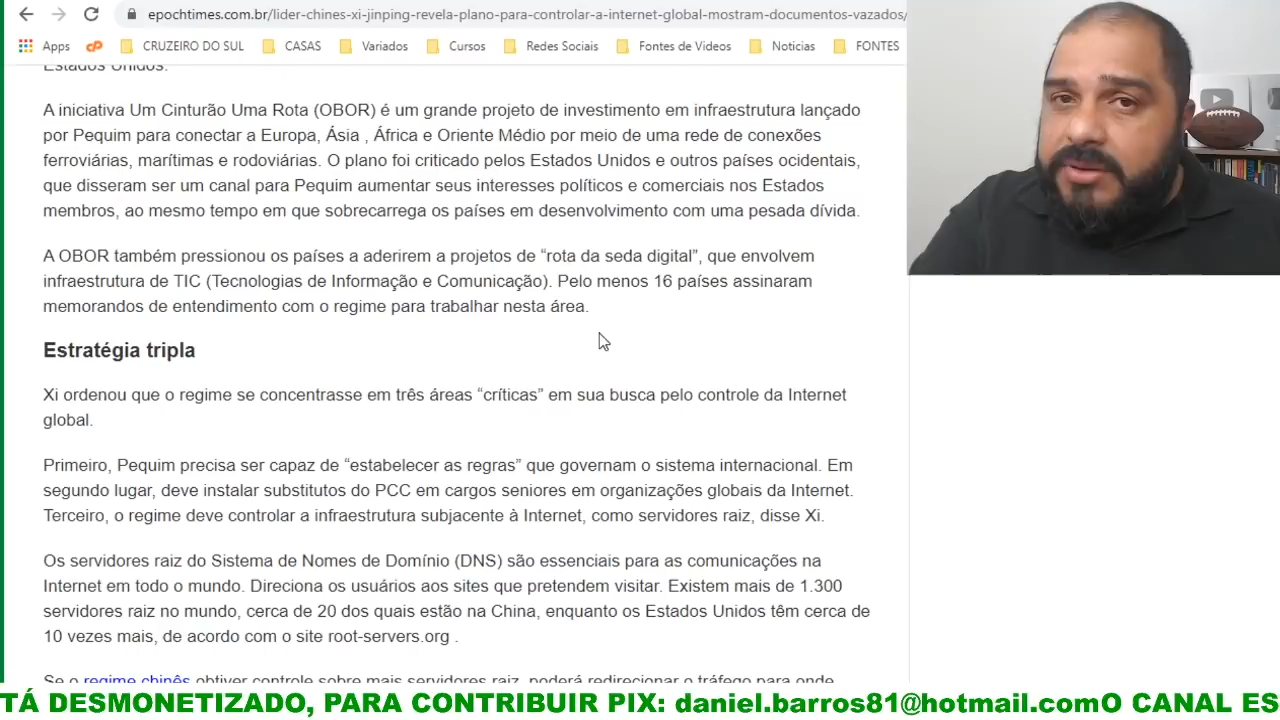 epochtimes.com.br/lider-chines-xi-jinping-revela-plano-para-controlar-a-internet-global-mostram-documentos-vazados/
Apps CRUZEIRO DO SUL CASAS Variados Cursos Redes Sociais Fontes de Videos Noticias FONTES
Estados Unidos.
A iniciativa Um Cinturão Uma Rota (OBOR) é um grande projeto de investimento em infraestrutura lançado
por Pequim para conectar a Europa, Ásia , África e Oriente Médio por meio de uma rede de conexões
ferroviárias, marítimas e rodoviárias. O plano foi criticado pelos Estados Unidos e outros países ocidentais,
que disseram ser um canal para Pequim aumentar seus interesses políticos e comerciais nos Estados
membros, ao mesmo tempo em que sobrecarrega os países em desenvolvimento com uma pesada dívida.
A OBOR também pressionou os países a aderirem a projetos de “rota da seda digital”, que envolvem
infraestrutura de TIC (Tecnologias de Informação e Comunicação). Pelo menos 16 países assinaram
memorandos de entendimento com o regime para trabalhar nesta área.
Estratégia tripla
Xi ordenou que o regime se concentrasse em três áreas “críticas” em sua busca pelo controle da Internet
global.
Primeiro, Pequim precisa ser capaz de “estabelecer as regras” que governam o sistema internacional. Em
segundo lugar, deve instalar substitutos do PCC em cargos seniores em organizações globais da Internet.
Terceiro, o regime deve controlar a infraestrutura subjacente à Internet, como servidores raiz, disse Xi.
Os servidores raiz do Sistema de Nomes de Domínio (DNS) são essenciais para as comunicações na
Internet em todo o mundo. Direciona os usuários aos sites que pretendem visitar. Existem mais de 1.300
servidores raiz no mundo, cerca de 20 dos quais estão na China, enquanto os Estados Unidos têm cerca de
10 vezes mais, de acordo com o site root-servers.org .
Se o regime chinês obtiver controle sobre mais servidores raiz, poderá redirecionar o tráfego para onde
TÁ DESMONETIZADO, PARA CONTRIBUIR PIX: daniel.barros81@hotmail.comO CANAL ES